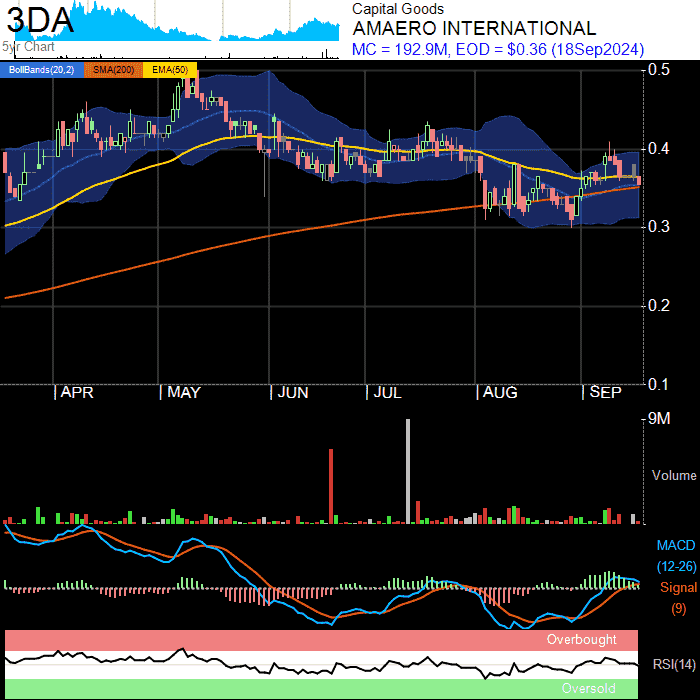 3DA
5yr Chart
Capital Goods
AMAERO INTERNATIONAL
MC = 192.9M, EOD = $0.36 (18Sep2024)
BollBands(20,2) SMA(200) EMA(50)
0.5
0.4
0.3
0.2
0.1
APR MAY JUN JUL AUG SEP
9M
Volume
MACD
(12-26)
Signal
(9)
Overbought
RSI(14)
Oversold